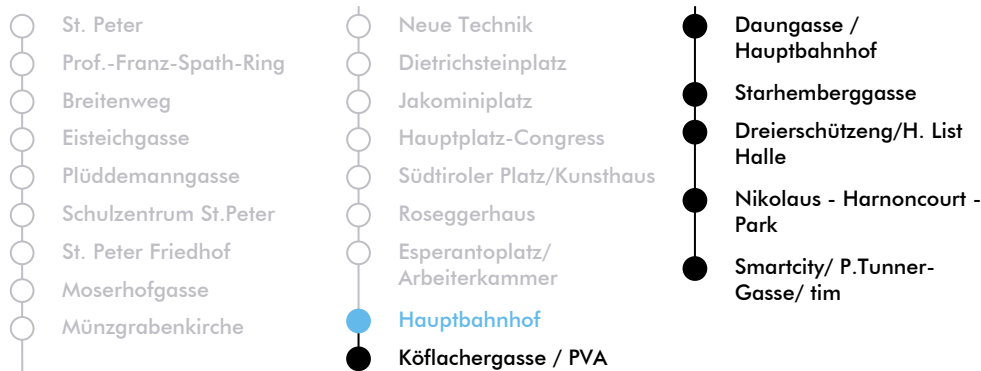 St. Peter
Prof.-Franz-Spath-Ring
Breitenweg
Eisteichgasse
Plüddemanngasse
Schulzentrum St.Peter
St. Peter Friedhof
Moserhofgasse
Münzgrabenkirche
Neue Technik
Dietrichsteinplatz
Jakominiplatz
Hauptplatz-Congress
Südtiroler Platz/Kunsthaus
Roseggerhaus
Esperantoplatz/
Arbeiterkammer
Hauptbahnhof
Köflachergasse / PVA
Daungasse /
Hauptbahnhof
Starhemberggasse
Dreierschützeng/H. List
Halle
Nikolaus - Harnoncourt -
Park
Smartcity/ P.Tunner-
Gasse/ tim